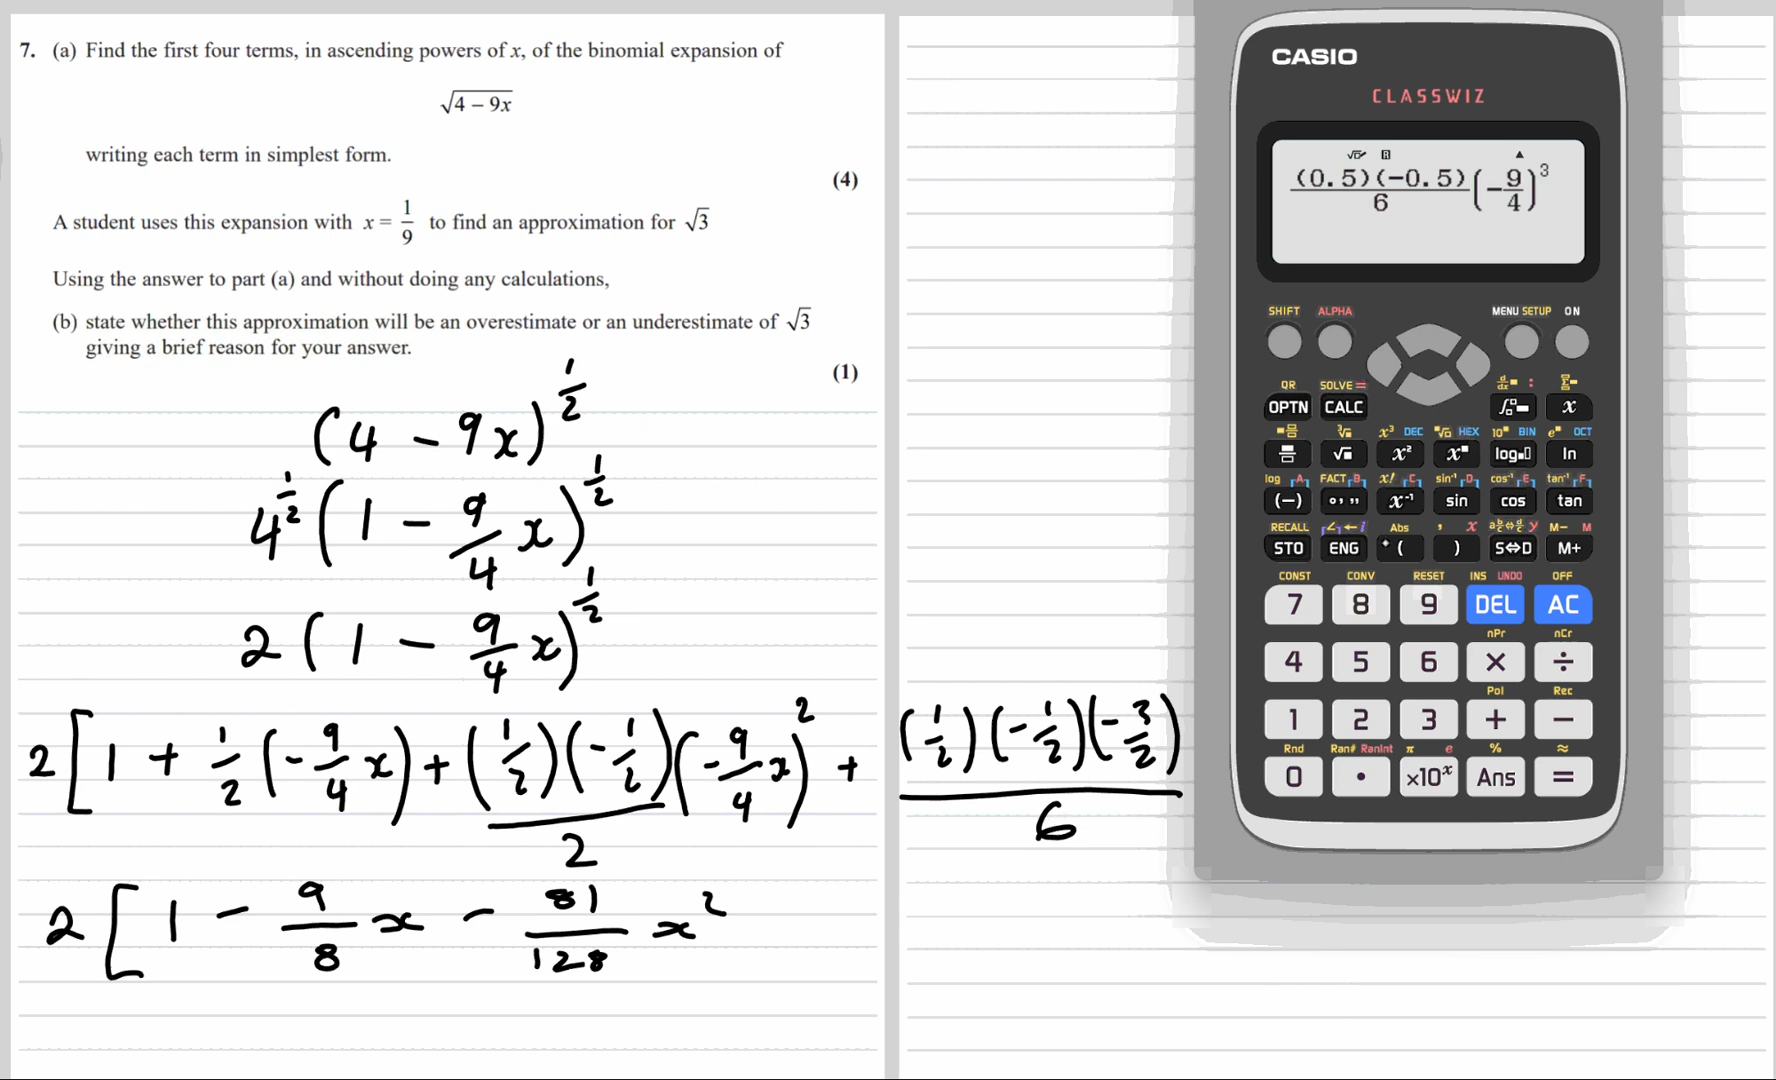 7. (a) Find the first four terms, in ascending powers of x, of the binomial expansion of
√(4 – 9x)
writing each term in simplest form.
(4)
A student uses this expansion with x = 1/9 to find an approximation for √3
Using the answer to part (a) and without doing any calculations,
(b) state whether this approximation will be an overestimate or an underestimate of √3
giving a brief reason for your answer.
(1)
(4 – 9x)^(1/2)
4^(1/2) (1 – 9/4 x)^(1/2)
2 (1 – 9/4 x)^(1/2)
2 [ 1 + 1/2 (-9/4 x) + (1/2)(-1/2)/2 (-9/4 x)^2 + (1/2)(-1/2)(-3/2)/6
2 [ 1 – 9/8 x – 81/128 x^2
CASIO
CLASSWIZ
√□/ R ▲
(0.5)(-0.5)/6 (-9/4)^3
SHIFT ALPHA MENU SETUP ON
QR SOLVE = d/dx■ : Σ■
OPTN CALC ∫□■ x
■■/□ ³√■ x³ DEC ■√□ HEX 10■ BIN e■ OCT
■/□ √■ x² x■ log■□ ln
log A FACT B x! C sin⁻¹ D cos⁻¹ E tan⁻¹ F
(−) °,,, x⁻¹ sin cos tan
RECALL ∠ ← i Abs , x a b/c⇔d/c y M− M
STO ENG ( ) S⇔D M+
CONST CONV RESET INS UNDO OFF
7 8 9 DEL AC
nPr nCr
4 5 6 × ÷
Pol Rec
1 2 3 + −
Rnd Ran# RanInt π e % ≈
0 • ×10ˣ Ans =